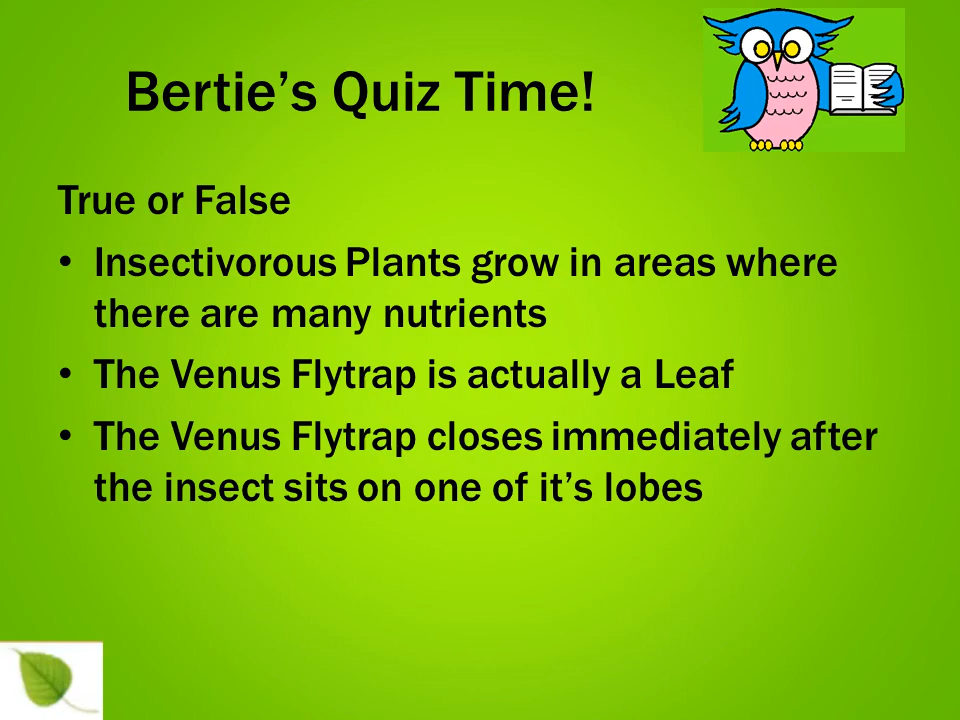 Bertie’s Quiz Time!
True or False
• Insectivorous Plants grow in areas where
there are many nutrients
• The Venus Flytrap is actually a Leaf
• The Venus Flytrap closes immediately after
the insect sits on one of it’s lobes